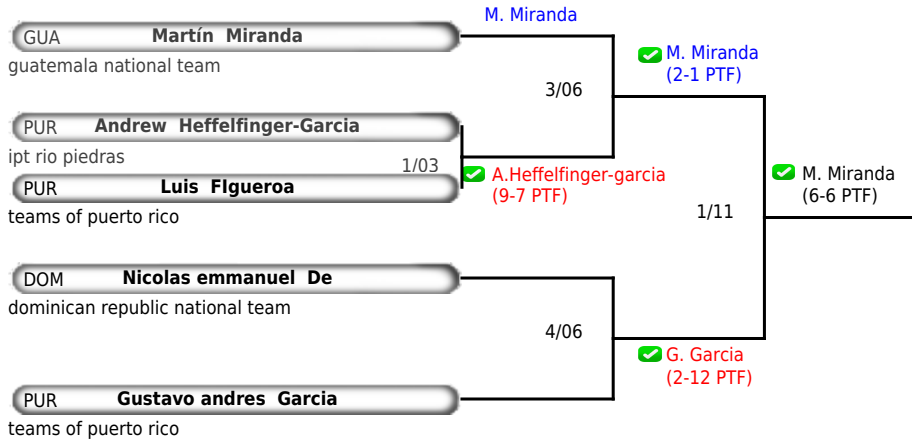 M. Miranda
GUA Martín Miranda
guatemala national team
M. Miranda
(2-1 PTF)
3/06
PUR Andrew Heffelfinger-Garcia
ipt rio piedras
1/03
A.Heffelfinger-garcia
(9-7 PTF)
PUR Luis FIgueroa
teams of puerto rico
M. Miranda
(6-6 PTF)
1/11
DOM Nicolas emmanuel De
dominican republic national team
4/06
G. Garcia
(2-12 PTF)
PUR Gustavo andres Garcia
teams of puerto rico